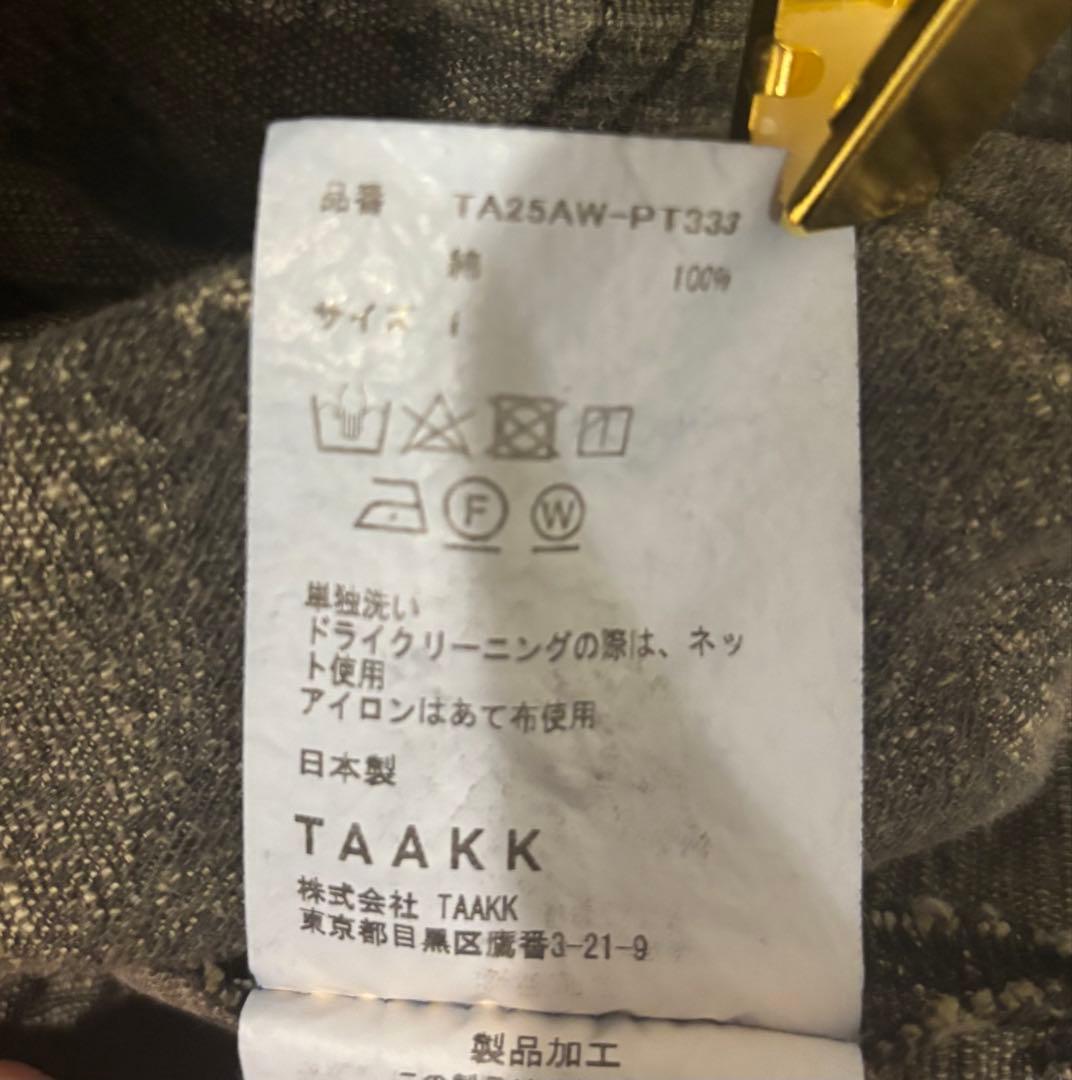 品番 TA25AW-PT333
綿 100%
サイズ
F
W
単独洗い
ドライクリーニングの際は、ネッ
ト使用
アイロンはあて布使用
日本製
TAAKK
株式会社 TAAKK
東京都目黒区鷹番3-21-9
製品加工